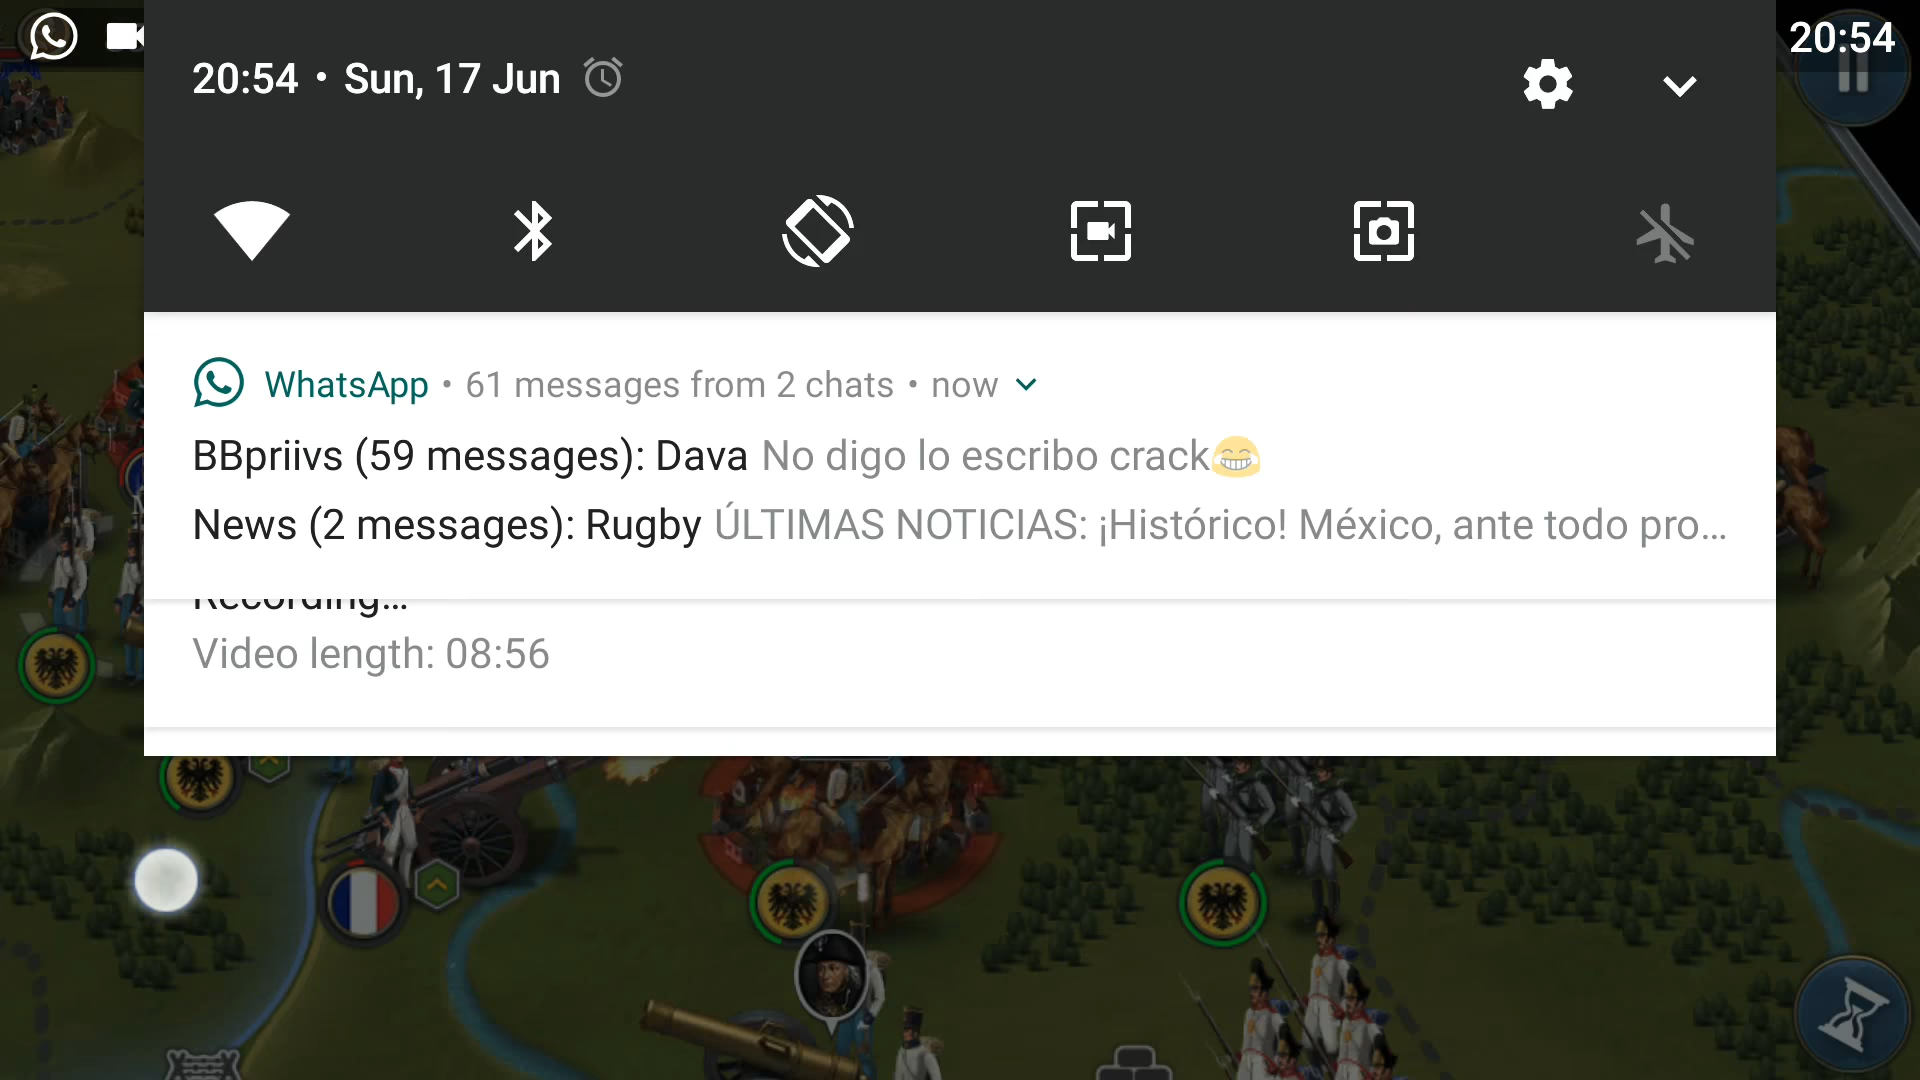 20:54
20:54 • Sun, 17 Jun
WhatsApp • 61 messages from 2 chats • now
BBpriivs (59 messages): Dava No digo lo escribo crack😂
News (2 messages): Rugby ÚLTIMAS NOTICIAS: ¡Histórico! México, ante todo pro...
Recording...
Video length: 08:56